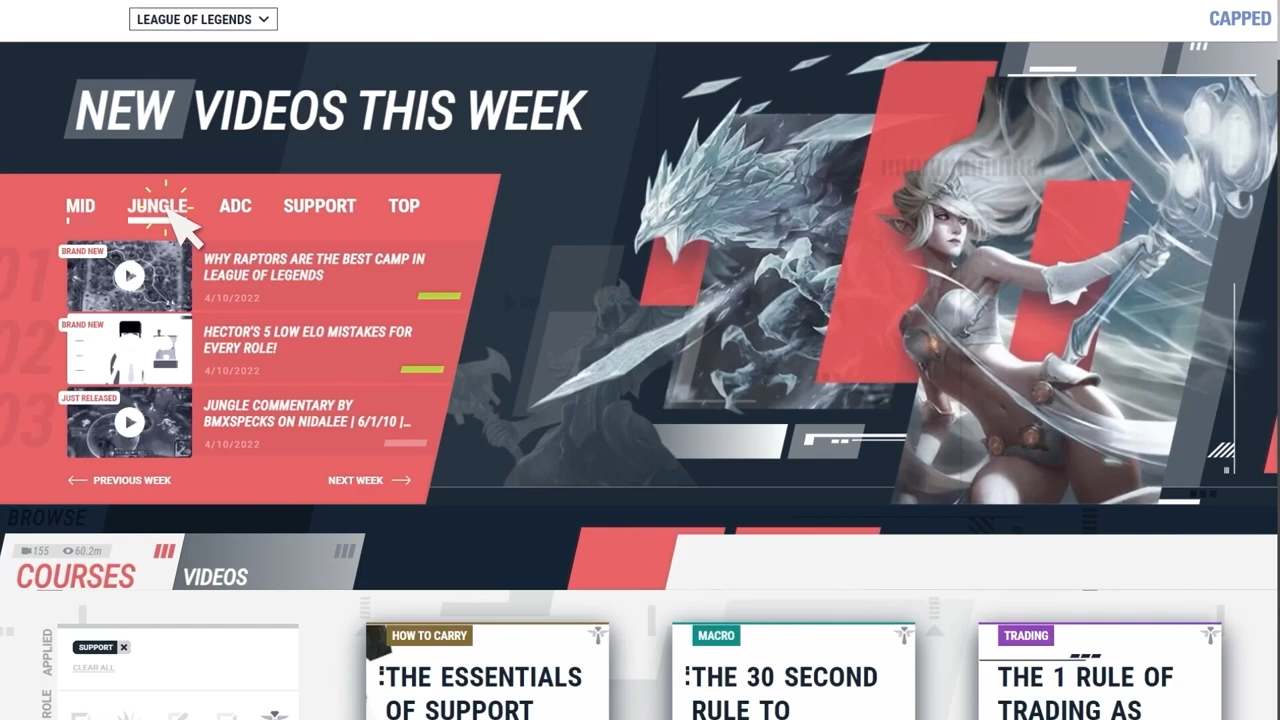 LEAGUE OF LEGENDS
CAPPED
NEW VIDEOS THIS WEEK
MID JUNGLE ADC SUPPORT TOP
01
BRAND NEW
WHY RAPTORS ARE THE BEST CAMP IN
LEAGUE OF LEGENDS
4/10/2022
02
BRAND NEW
HECTOR'S 5 LOW ELO MISTAKES FOR
EVERY ROLE!
4/10/2022
03
JUST RELEASED
JUNGLE COMMENTARY BY
BMXSPECKS ON NIDALEE | 6/1/10 |...
4/10/2022
PREVIOUS WEEK NEXT WEEK
BROWSE
155 60.2m
COURSES VIDEOS
APPLIED
SUPPORT X
CLEAR ALL
ROLE
HOW TO CARRY
THE ESSENTIALS
OF SUPPORT
MACRO
THE 30 SECOND
RULE TO
TRADING
THE 1 RULE OF
TRADING AS